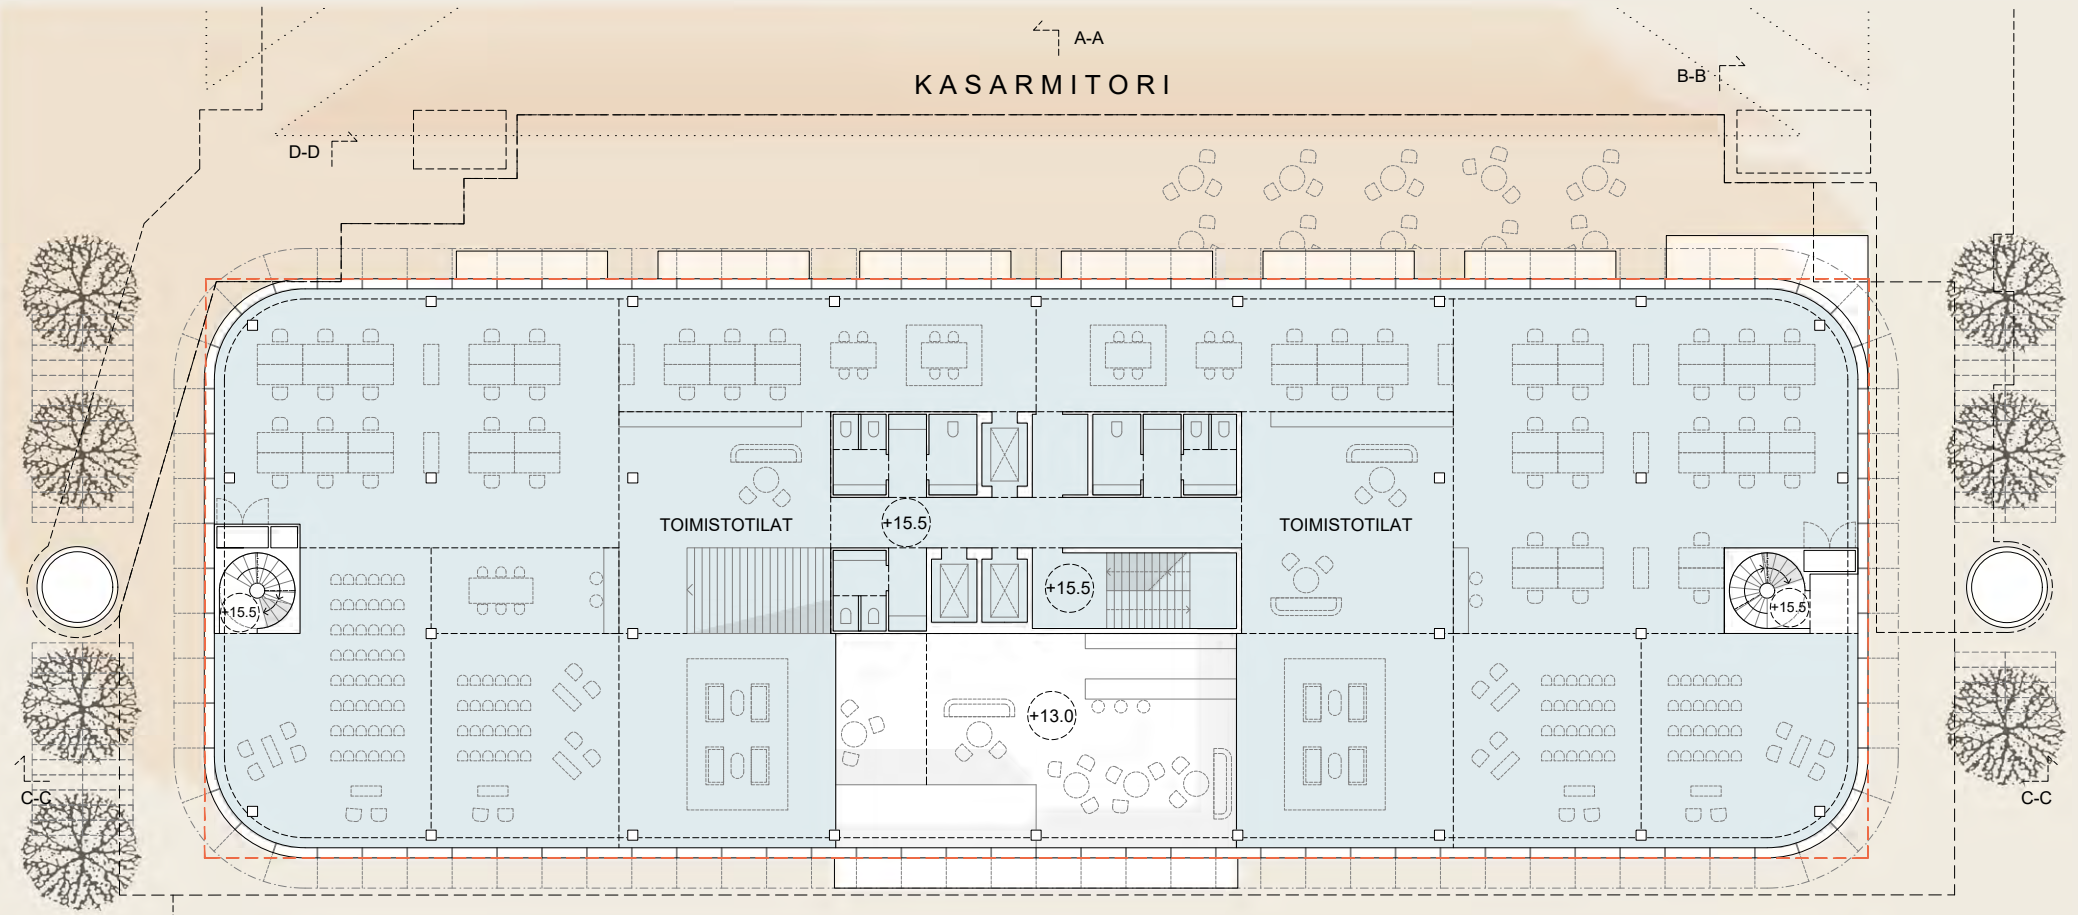 A-A
B-B
KASARMITORI
D-D
TOIMISTOTILAT
+15.5
TOIMISTOTILAT
+15.5
+15.5
+15.5
+13.0
C-C
C-C